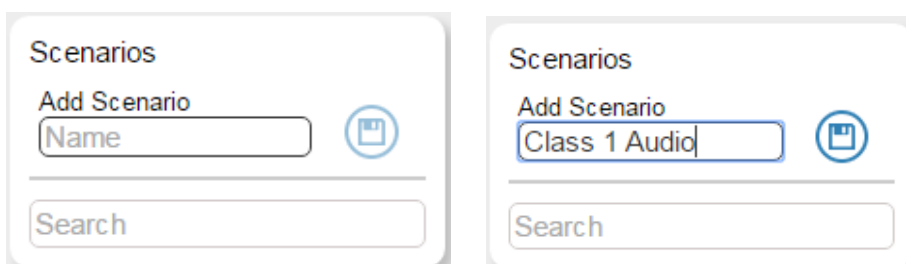 Scenarios
Add Scenario
Name
Search
Scenarios
Add Scenario
Class 1 Audio
Search